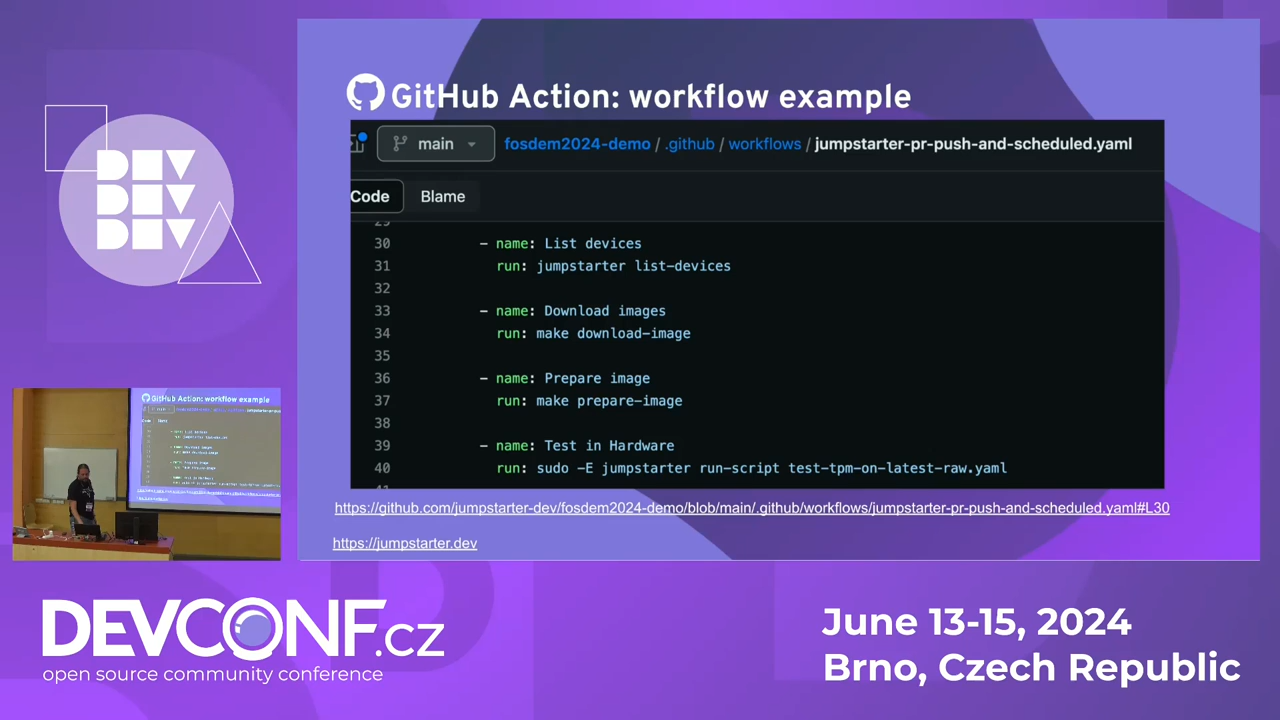 DEV
DEV
DEV
GitHub Action: workflow example
main
fosdem2024-demo / .github / workflows / jumpstarter-pr-push-and-scheduled.yaml
Code Blame
29
30 - name: List devices
31 run: jumpstarter list-devices
32
33 - name: Download images
34 run: make download-image
35
36 - name: Prepare image
37 run: make prepare-image
38
39 - name: Test in Hardware
40 run: sudo -E jumpstarter run-script test-tpm-on-latest-raw.yaml
https://github.com/jumpstarter-dev/fosdem2024-demo/blob/main/.github/workflows/jumpstarter-pr-push-and-scheduled.yaml#L30
https://jumpstarter.dev
GitHub Action: workflow example
DEVCONF.cz
open source community conference
June 13-15, 2024
Brno, Czech Republic